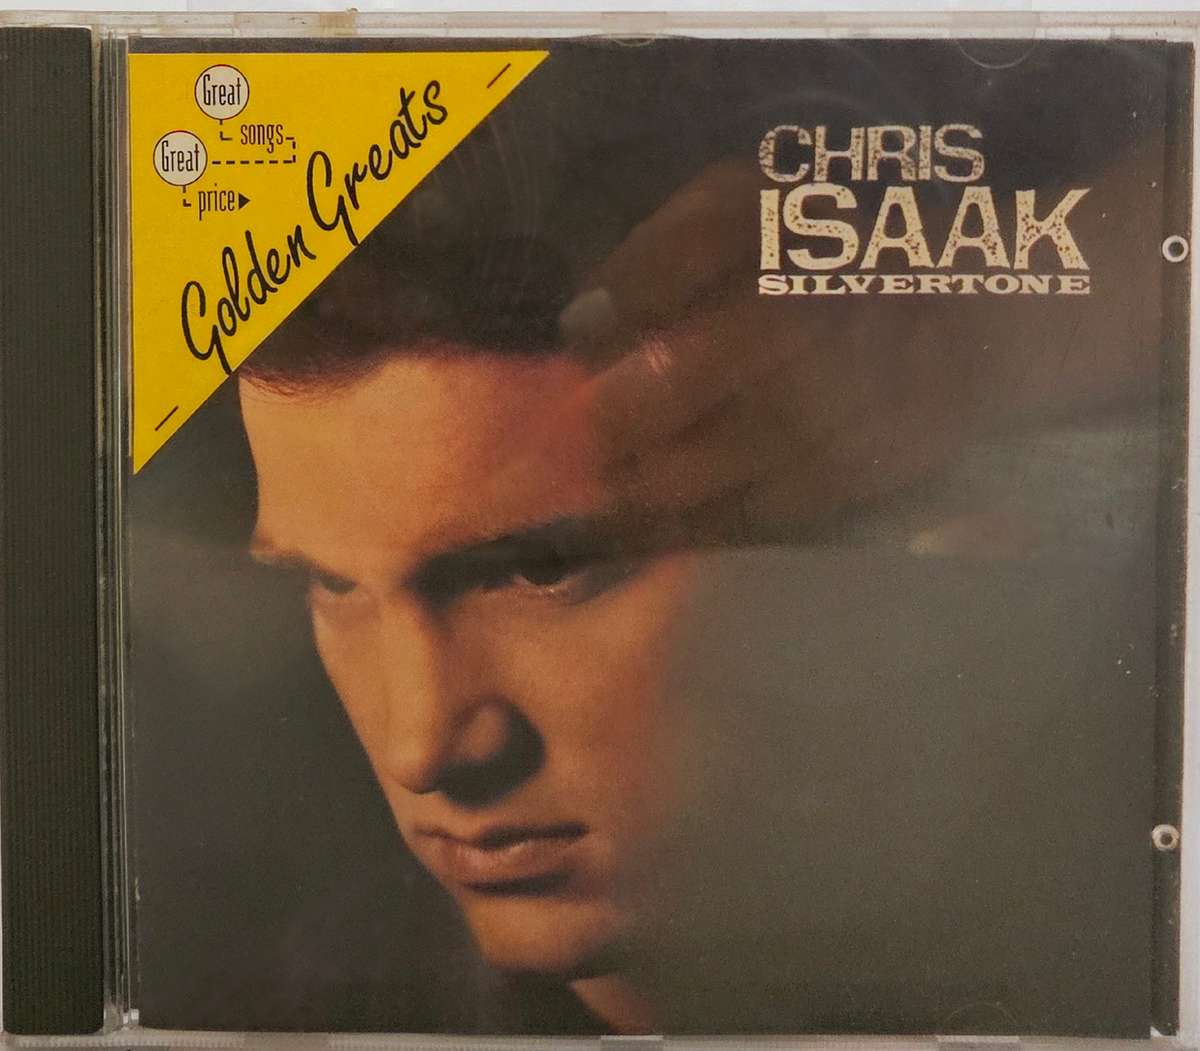 Great
songs
Great
price
Golden Greats
CHRIS
ISAAK
SILVERTONE